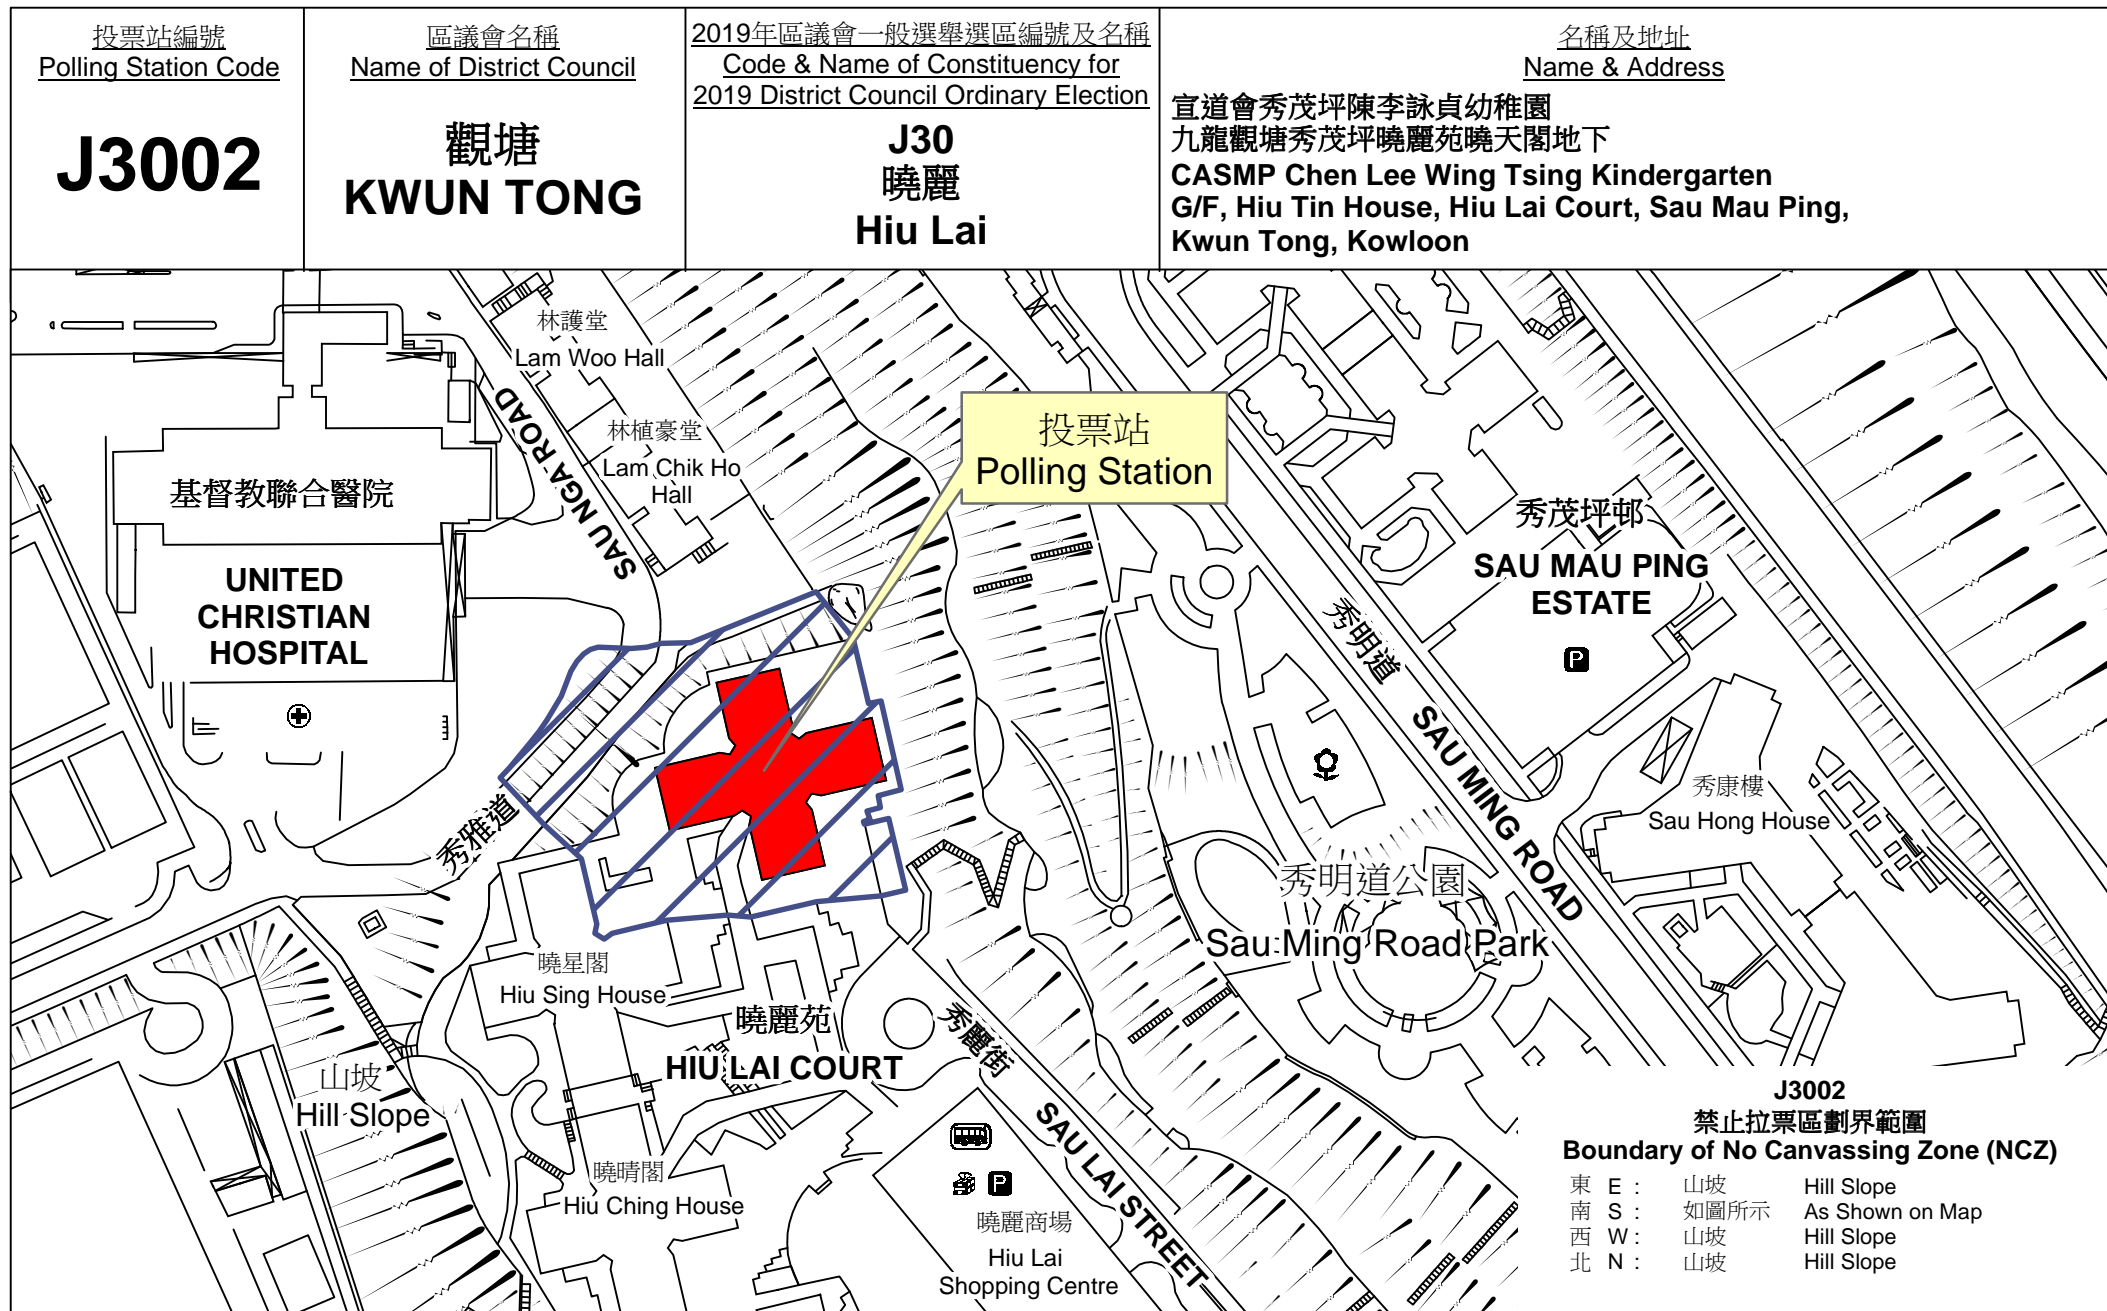 投票站編號
Polling Station Code
J3002
區議會名稱
Name of District Council
觀塘
KWUN TONG
2019年區議會一般選舉選區編號及名稱
Code & Name of Constituency for
2019 District Council Ordinary Election
J30
曉麗
Hiu Lai
名稱及地址
Name & Address
宣道會秀茂坪陳李詠貞幼稚園
九龍觀塘秀茂坪曉麗苑曉天閣地下
CASMP Chen Lee Wing Tsing Kindergarten
G/F, Hiu Tin House, Hiu Lai Court, Sau Mau Ping,
Kwun Tong, Kowloon
林護堂
Lam Woo Hall
SAU NGA ROAD
林植豪堂
Lam Chik Ho
Hall
投票站
Polling Station
基督教聯合醫院
UNITED
CHRISTIAN
HOSPITAL
秀茂坪邨
SAU MAU PING
ESTATE
P
秀明道
SAU MING ROAD
秀康樓
Sau Hong House
秀雅道
秀明道公園
Sau Ming Road Park
曉星閣
Hiu Sing House
曉麗苑
HIU LAI COURT
秀麗街
SAU LAI STREET
山坡
Hill Slope
曉晴閣
Hiu Ching House
P
曉麗商場
Hiu Lai
Shopping Centre
J3002
禁止拉票區劃界範圍
Boundary of No Canvassing Zone (NCZ)
東 E : 山坡 Hill Slope
南 S : 如圖所示 As Shown on Map
西 W : 山坡 Hill Slope
北 N : 山坡 Hill Slope